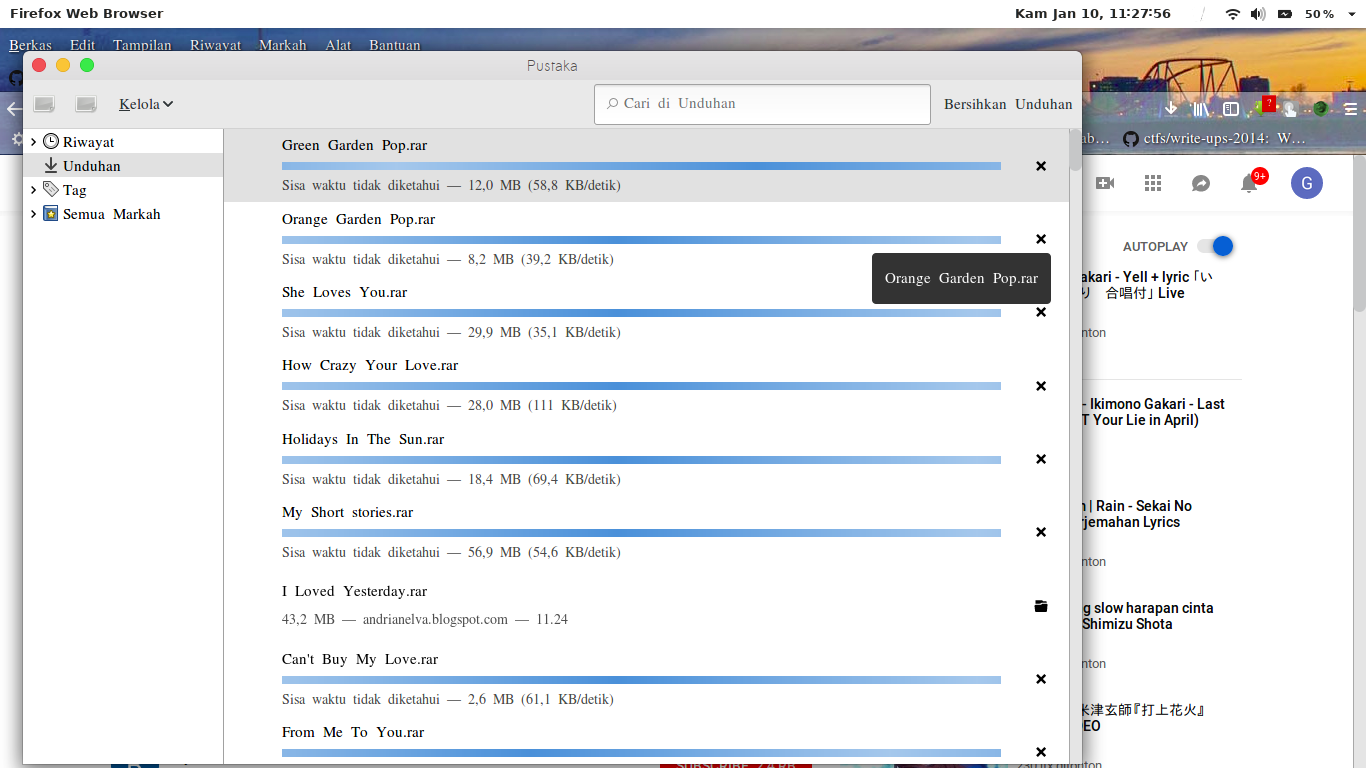 Firefox Web Browser
Kam Jan 10, 11:27:56
50 %
Berkas Edit Tampilan Riwayat Markah Alat Bantuan
Pustaka
Kelola
Cari di Unduhan
Bersihkan Unduhan
Riwayat
Unduhan
Tag
Semua Markah
Green Garden Pop.rar
Sisa waktu tidak diketahui — 12,0 MB (58,8 KB/detik)
Orange Garden Pop.rar
Sisa waktu tidak diketahui — 8,2 MB (39,2 KB/detik)
Orange Garden Pop.rar
She Loves You.rar
Sisa waktu tidak diketahui — 29,9 MB (35,1 KB/detik)
How Crazy Your Love.rar
Sisa waktu tidak diketahui — 28,0 MB (111 KB/detik)
Holidays In The Sun.rar
Sisa waktu tidak diketahui — 18,4 MB (69,4 KB/detik)
My Short stories.rar
Sisa waktu tidak diketahui — 56,9 MB (54,6 KB/detik)
I Loved Yesterday.rar
43,2 MB — andrianelva.blogspot.com — 11.24
Can't Buy My Love.rar
Sisa waktu tidak diketahui — 2,6 MB (61,1 KB/detik)
From Me To You.rar
?
ab…
ctfs/write-ups-2014: W…
9+
G
AUTOPLAY
akari - Yell + lyric 「い
り 合唱付」 Live
- Ikimono Gakari - Last
T Your Lie in April)
| Rain - Sekai No
rjemahan Lyrics
g slow harapan cinta
Shimizu Shota
米津玄師『打上花火』